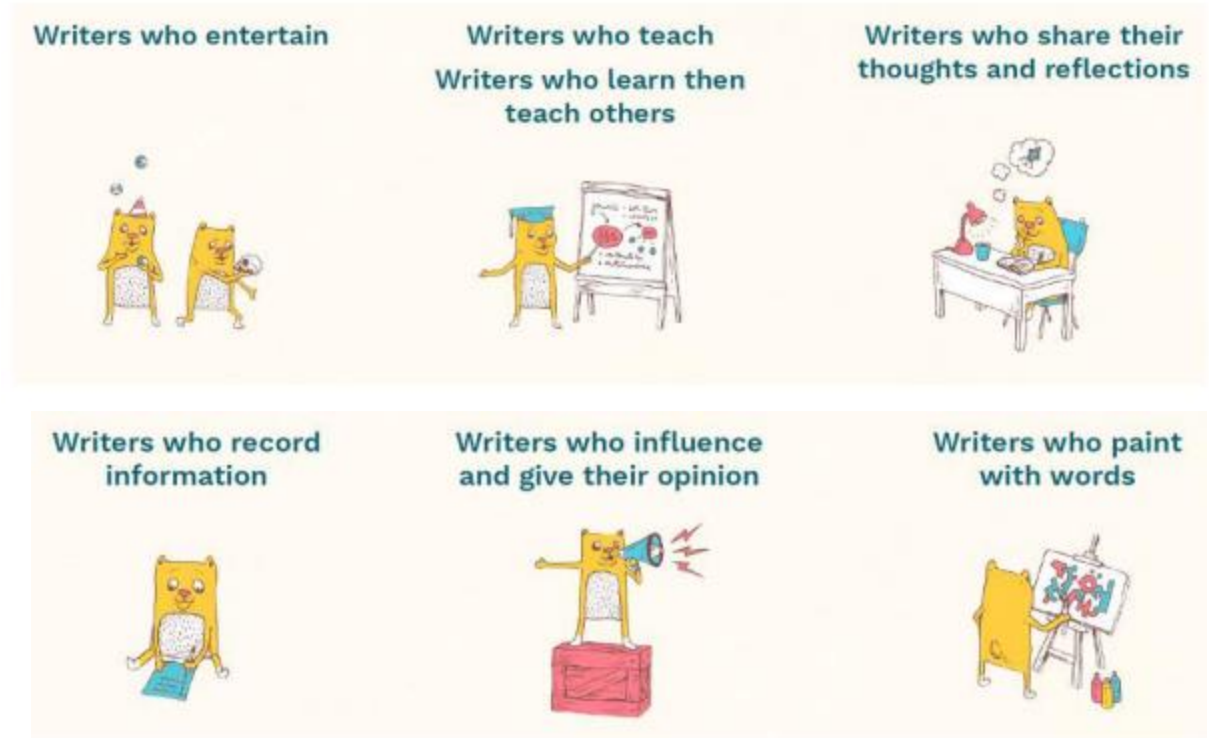 Writers who entertain
Writers who teach
Writers who learn then
teach others
Writers who share their
thoughts and reflections
Writers who record
information
Writers who influence
and give their opinion
Writers who paint
with words